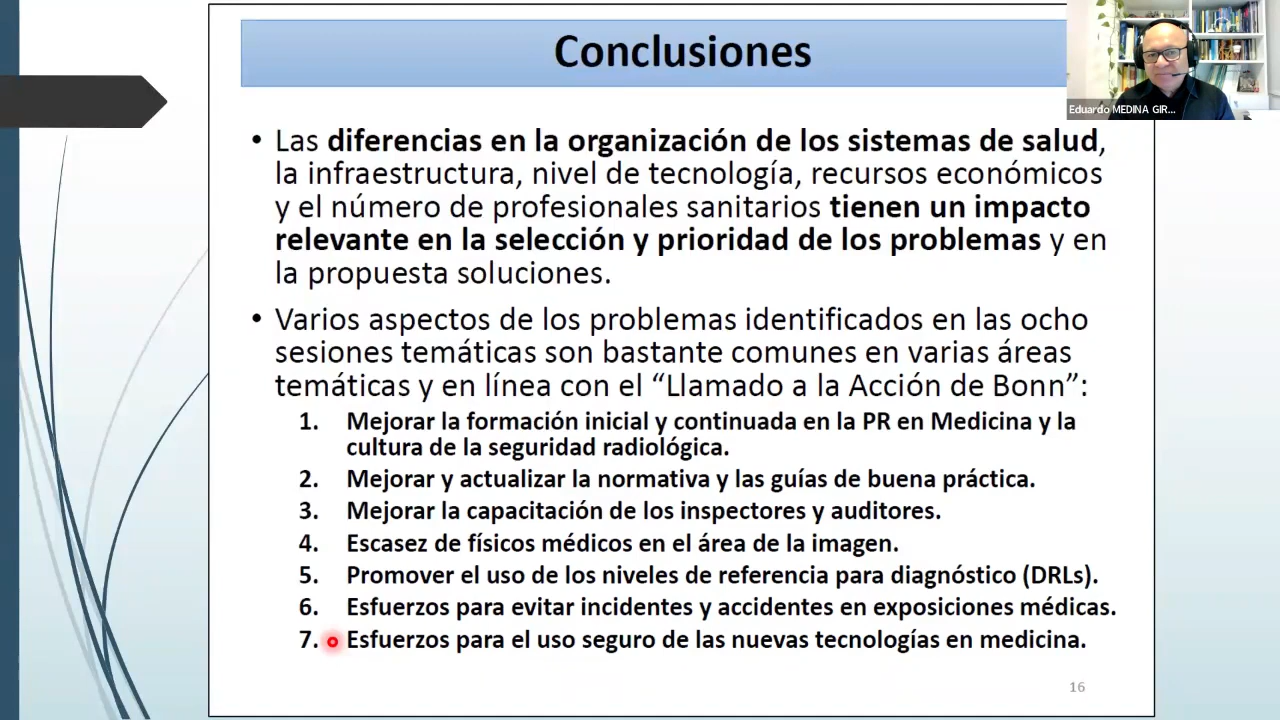 Conclusiones
Eduardo MEDINA GIR...
• Las diferencias en la organización de los sistemas de salud,
la infraestructura, nivel de tecnología, recursos económicos
y el número de profesionales sanitarios tienen un impacto
relevante en la selección y prioridad de los problemas y en
la propuesta soluciones.
• Varios aspectos de los problemas identificados en las ocho
sesiones temáticas son bastante comunes en varias áreas
temáticas y en línea con el “Llamado a la Acción de Bonn”:
1. Mejorar la formación inicial y continuada en la PR en Medicina y la
cultura de la seguridad radiológica.
2. Mejorar y actualizar la normativa y las guías de buena práctica.
3. Mejorar la capacitación de los inspectores y auditores.
4. Escasez de físicos médicos en el área de la imagen.
5. Promover el uso de los niveles de referencia para diagnóstico (DRLs).
6. Esfuerzos para evitar incidentes y accidentes en exposiciones médicas.
7. Esfuerzos para el uso seguro de las nuevas tecnologías en medicina.
16